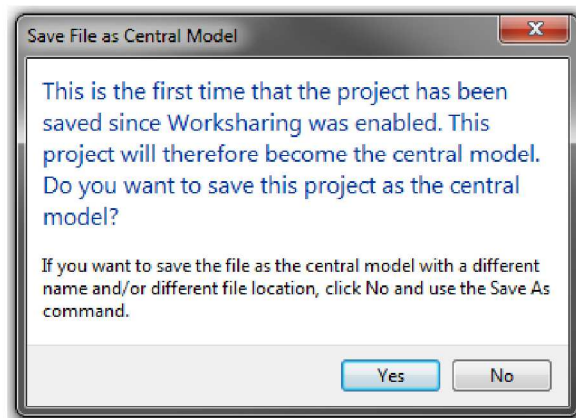 Save File as Central Model
This is the first time that the project has been
saved since Worksharing was enabled. This
project will therefore become the central model.
Do you want to save this project as the central
model?
If you want to save the file as the central model with a different
name and/or different file location, click No and use the Save As
command.
Yes No